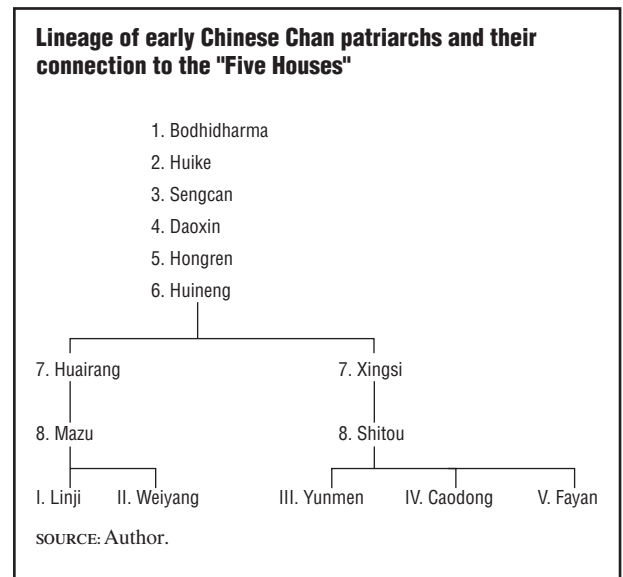 Lineage of early Chinese Chan patriarchs and their
connection to the "Five Houses"
1. Bodhidharma
2. Huike
3. Sengcan
4. Daoxin
5. Hongren
6. Huineng
7. Huairang 7. Xingsi
8. Mazu 8. Shitou
I. Linji II. Weiyang III. Yunmen IV. Caodong V. Fayan
SOURCE: Author.